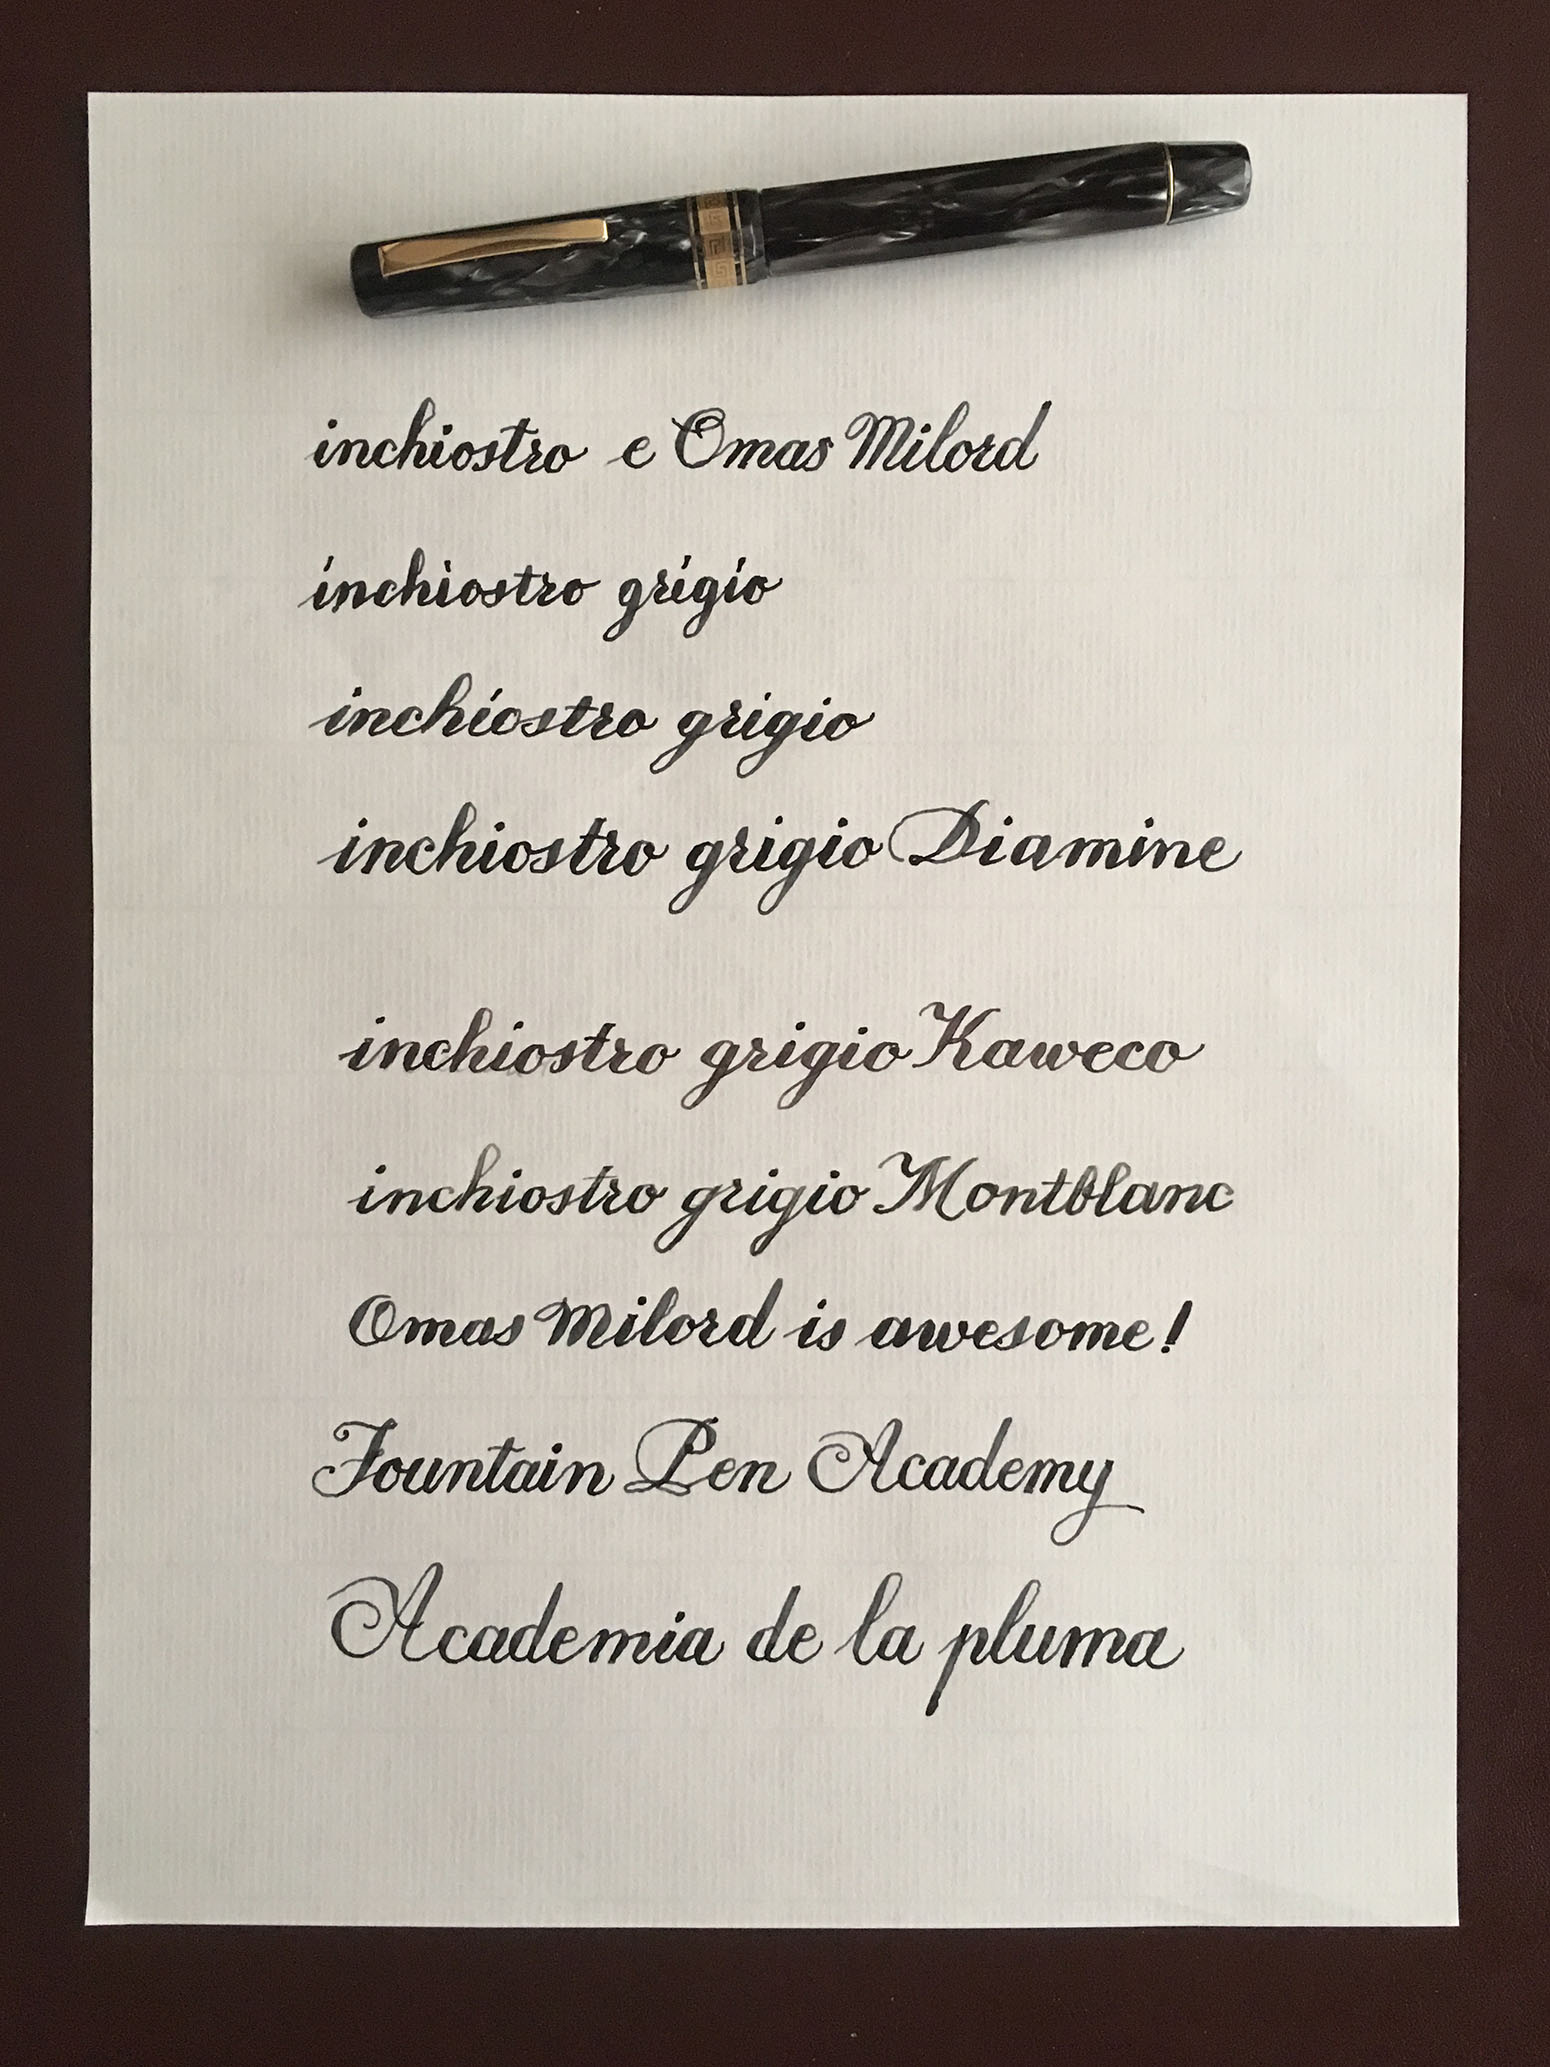 inchiostro e Omas Milord
inchiostro grigio
inchiostro grigio
inchiostro grigio Diamine
inchiostro grigio Kaweco
inchiostro grigio Montblanc
Omas Milord is awesome!
Fountain Pen Academy
Academia de la pluma